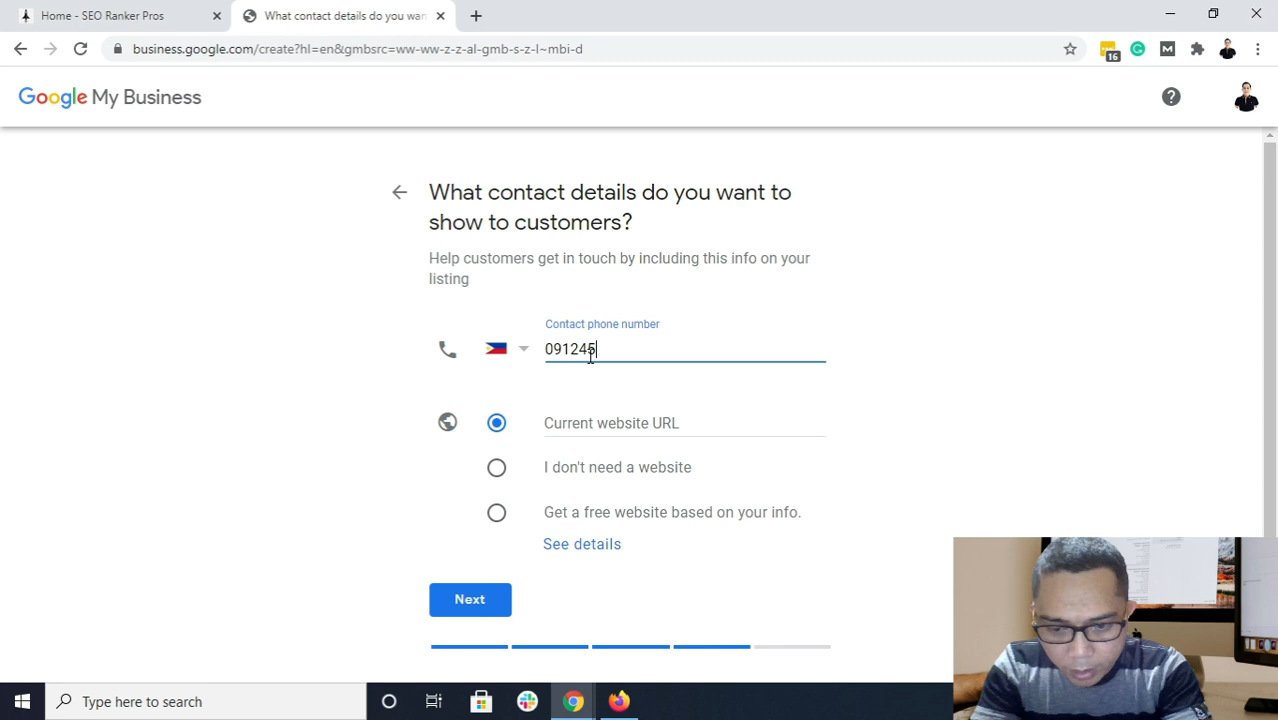 Home - SEO Ranker Pros
What contact details do you wan
business.google.com/create?hl=en&gmbsrc=ww-ww-z-z-al-gmb-s-z-l~mbi-d
16
M
Google My Business
What contact details do you want to
show to customers?
Help customers get in touch by including this info on your
listing
Contact phone number
091245
Current website URL
I don't need a website
Get a free website based on your info.
See details
Next
Type here to search